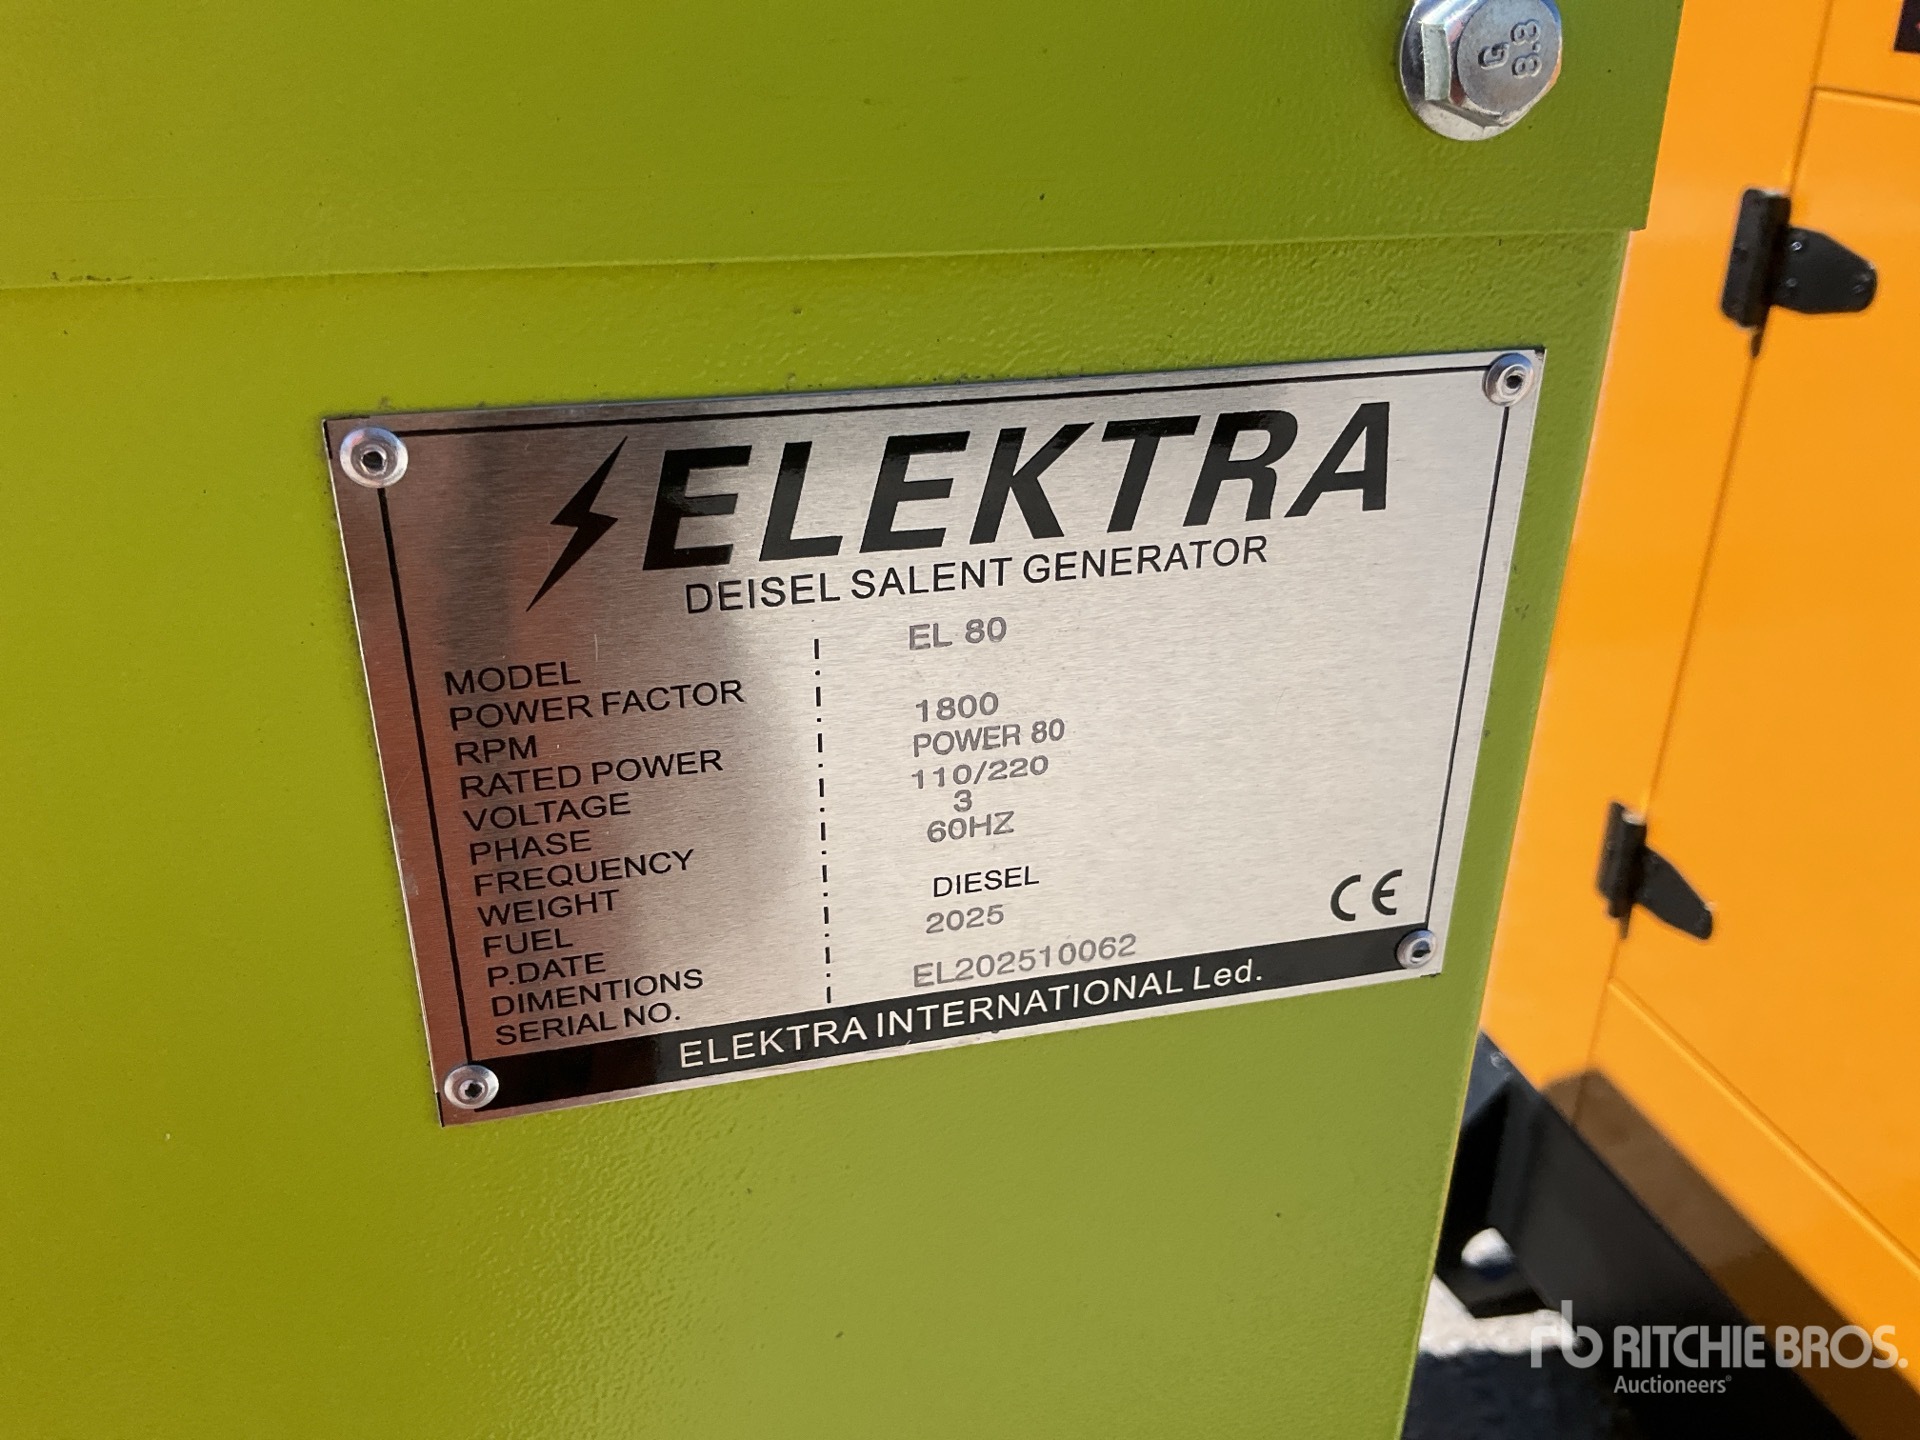 G
8.8
ELEKTRA
DEISEL SALENT GENERATOR
MODEL EL 80
POWER FACTOR
RPM 1800
RATED POWER POWER 80
VOLTAGE 110/220
PHASE 3
FREQUENCY 60HZ
WEIGHT
FUEL DIESEL
P.DATE 2025
DIMENTIONS
SERIAL NO. EL202510062
CE
ELEKTRA INTERNATIONAL Led.
rb RITCHIE BROS.
Auctioneers